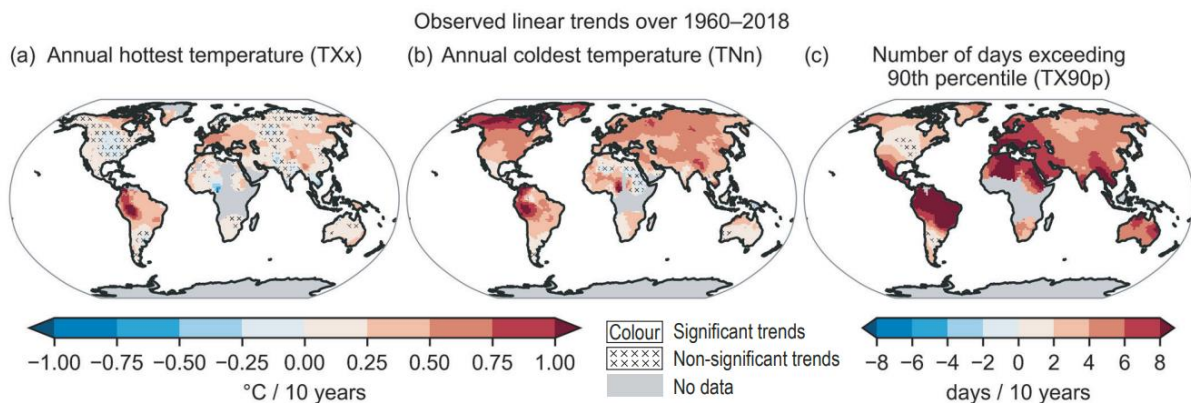 Observed linear trends over 1960–2018
(a) Annual hottest temperature (TXx)
(b) Annual coldest temperature (TNn)
(c) Number of days exceeding
90th percentile (TX90p)
−1.00 −0.75 −0.50 −0.25 0.00 0.25 0.50 0.75 1.00
°C / 10 years
Colour Significant trends
Non-significant trends
No data
−8 −6 −4 −2 0 2 4 6 8
days / 10 years